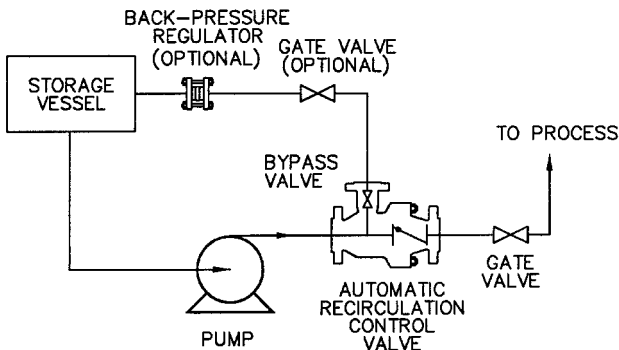 BACK-PRESSURE
REGULATOR
(OPTIONAL)
GATE VALVE
(OPTIONAL)
STORAGE
VESSEL
TO PROCESS
BYPASS
VALVE
GATE
VALVE
AUTOMATIC
RECIRCULATION
CONTROL
VALVE
PUMP